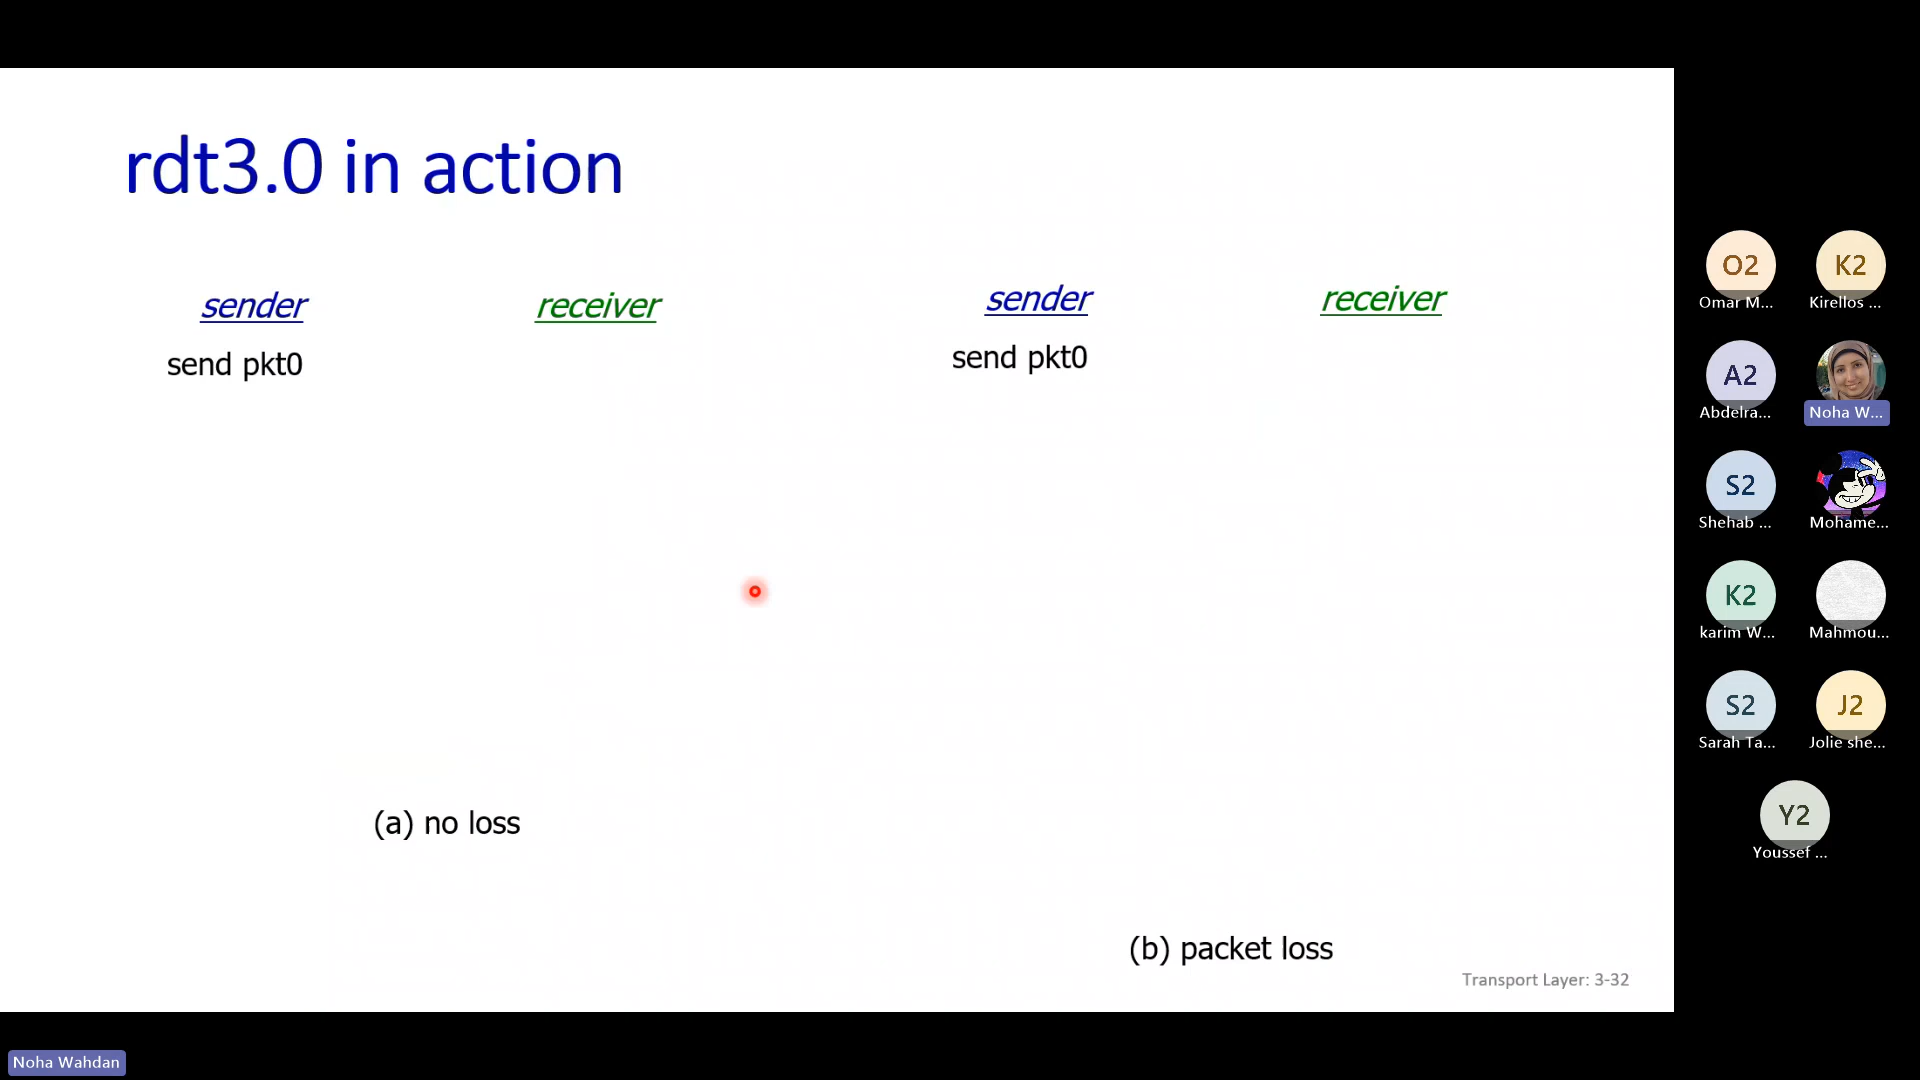 rdt3.0 in action
sender
receiver
sender
receiver
send pkt0
send pkt0
(a) no loss
(b) packet loss
Transport Layer: 3-32
O2
K2
Omar M...
Kirellos ...
A2
Abdelra...
Noha W...
S2
Shehab ...
Mohame...
K2
karim W...
Mahmou...
S2
J2
Sarah Ta...
Jolie she...
Y2
Youssef ...
Noha Wahdan